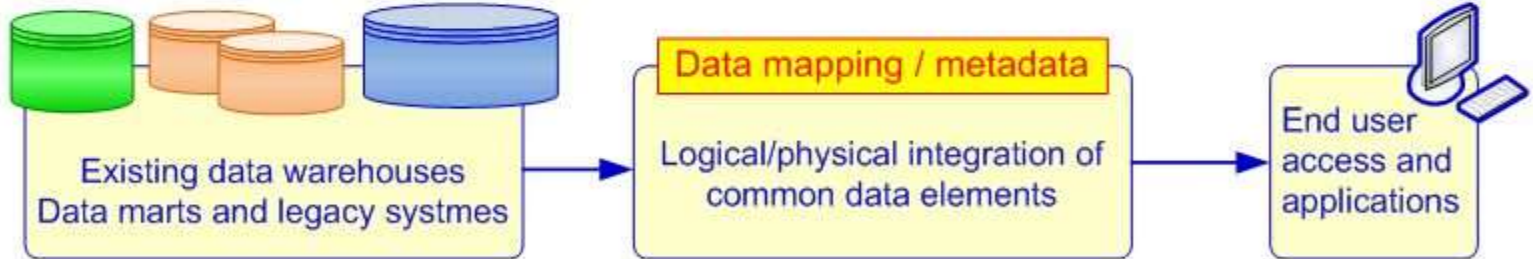 Existing data warehouses
Data marts and legacy systmes
Data mapping / metadata
Logical/physical integration of
common data elements
End user
access and
applications